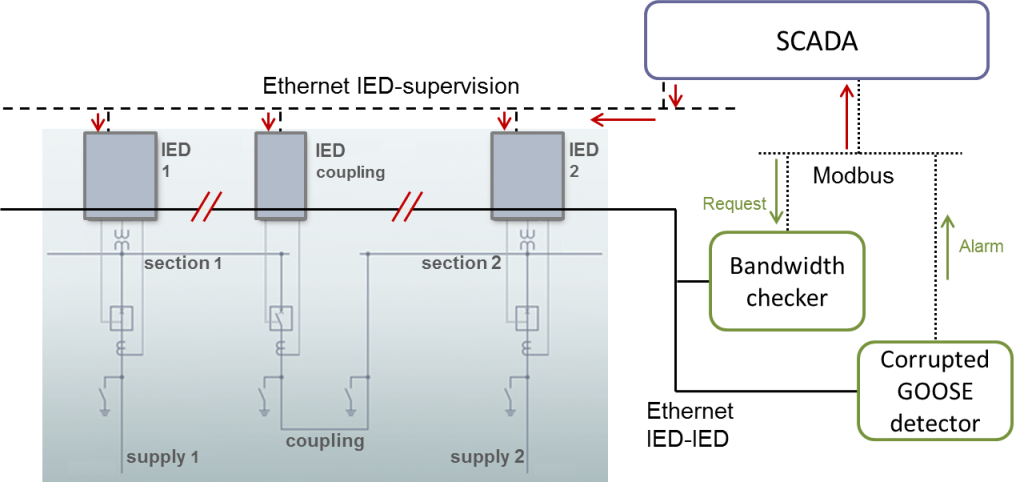 SCADA
Ethernet IED-supervision
IED
1
IED
coupling
IED
2
Modbus
Request
Alarm
section 1
section 2
Bandwidth
checker
Corrupted
GOOSE
detector
Ethernet
IED-IED
coupling
supply 1
supply 2